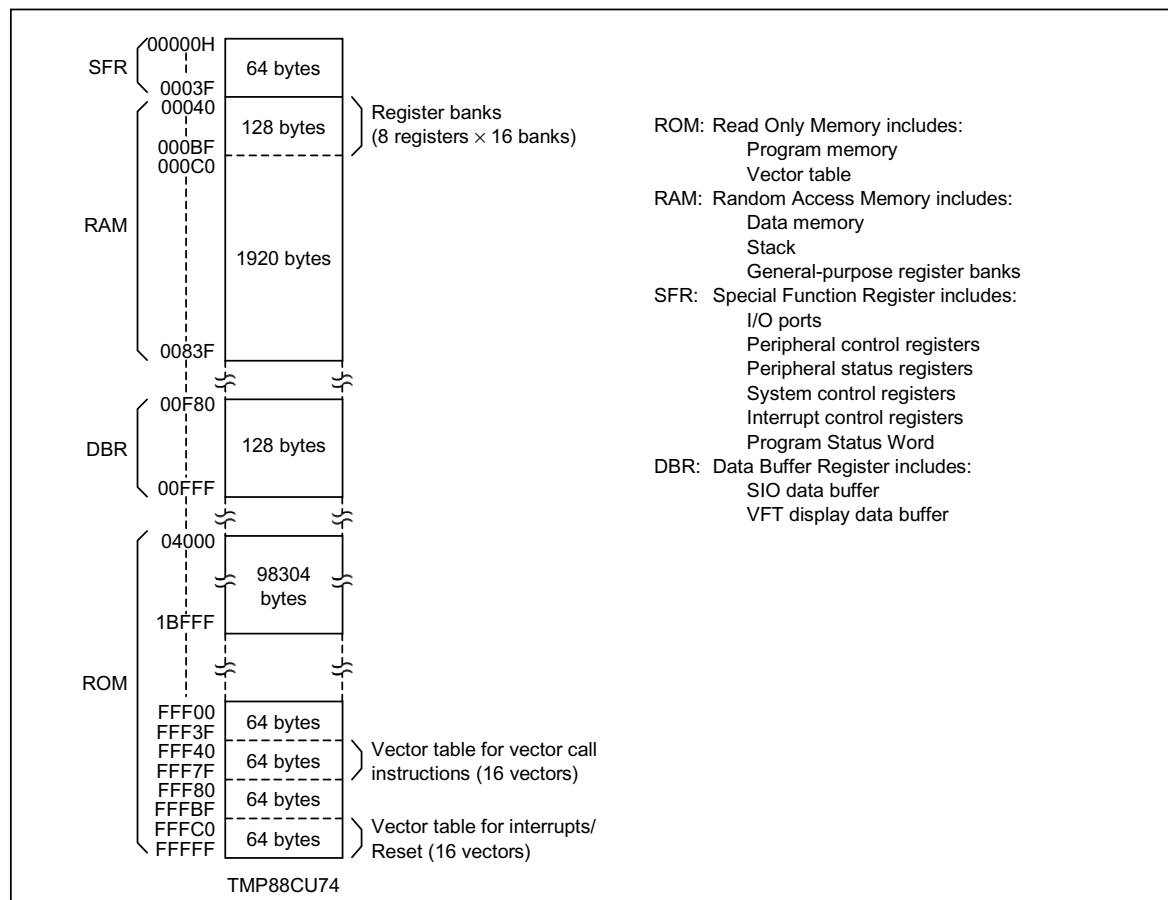 00000H
SFR
64 bytes
0003F
00040
128 bytes
Register banks
(8 registers × 16 banks)
000BF
000C0
RAM
1920 bytes
0083F
00F80
DBR
128 bytes
00FFF
04000
98304
bytes
1BFFF
ROM
FFF00
64 bytes
FFF3F
FFF40
64 bytes
Vector table for vector call
instructions (16 vectors)
FFF7F
FFF80
64 bytes
FFFBF
FFFC0
64 bytes
Vector table for interrupts/
Reset (16 vectors)
FFFFF
TMP88CU74
ROM: Read Only Memory includes:
Program memory
Vector table
RAM: Random Access Memory includes:
Data memory
Stack
General-purpose register banks
SFR: Special Function Register includes:
I/O ports
Peripheral control registers
Peripheral status registers
System control registers
Interrupt control registers
Program Status Word
DBR: Data Buffer Register includes:
SIO data buffer
VFT display data buffer